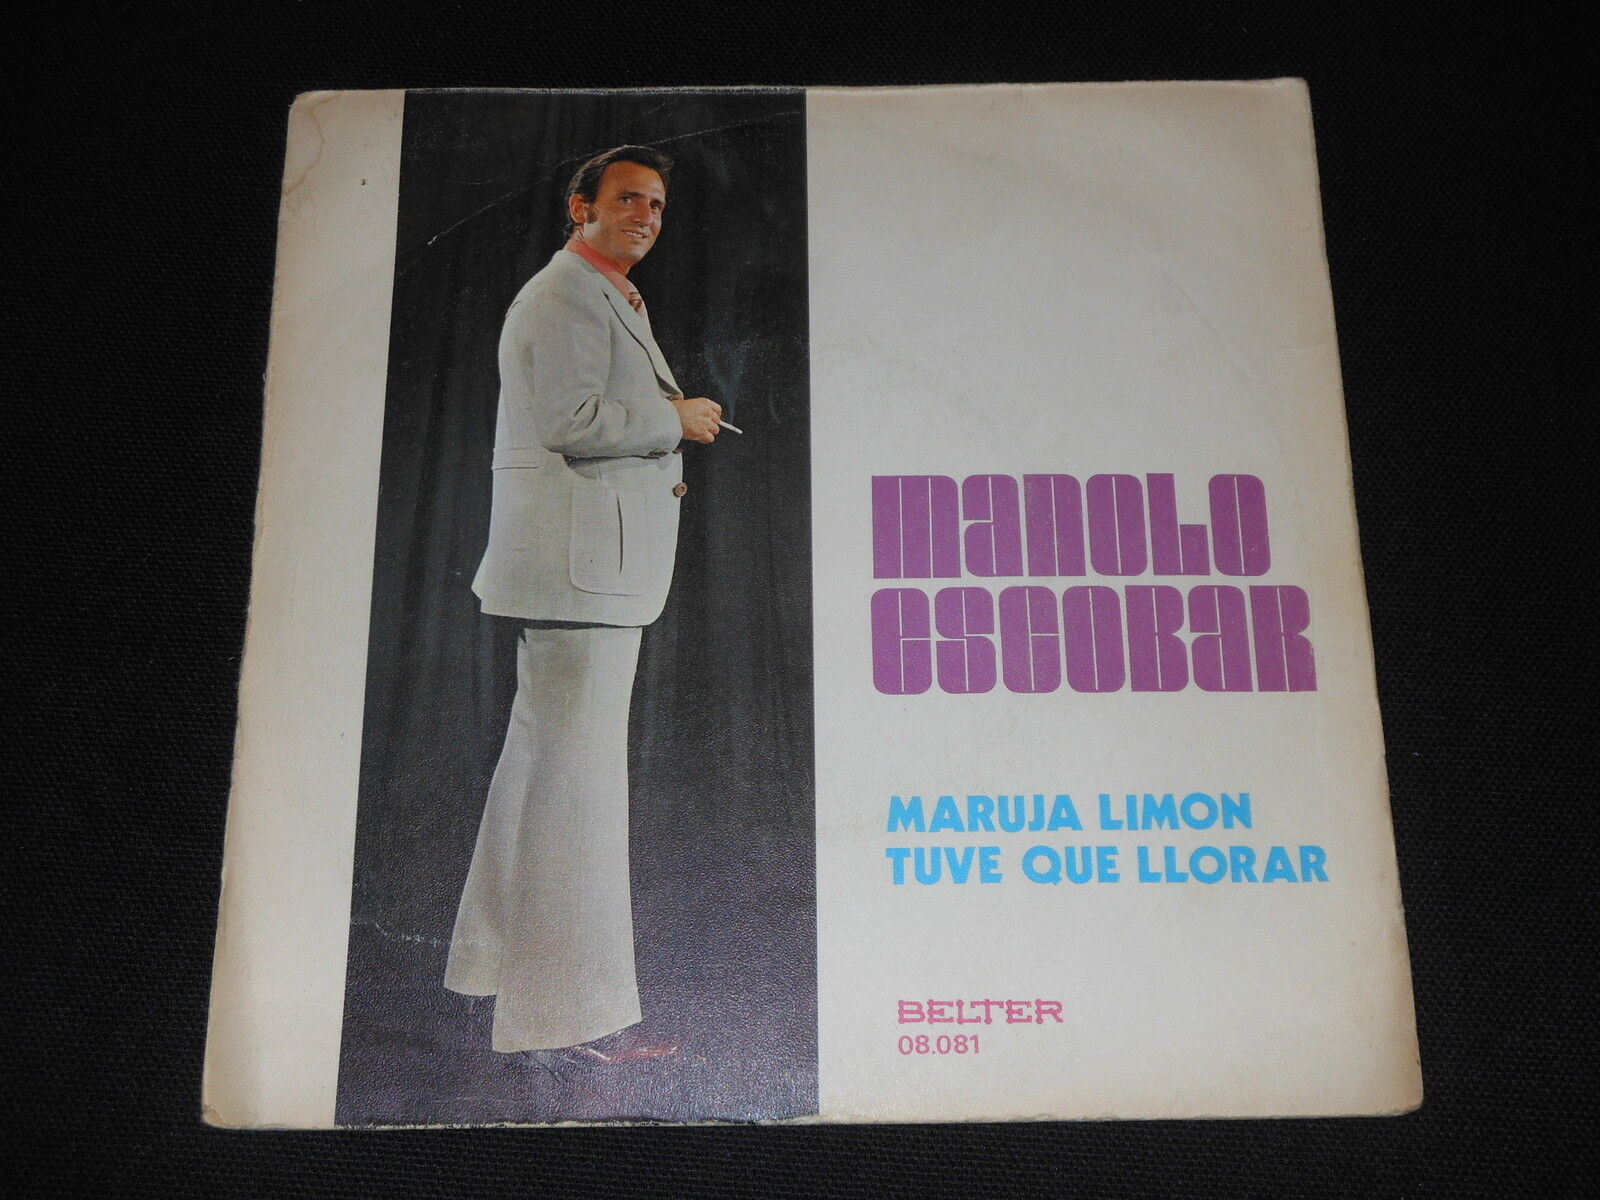 MANOLO
ESCOBAR
MARUJA LIMON
TUVE QUE LLORAR
BELTER
08.081